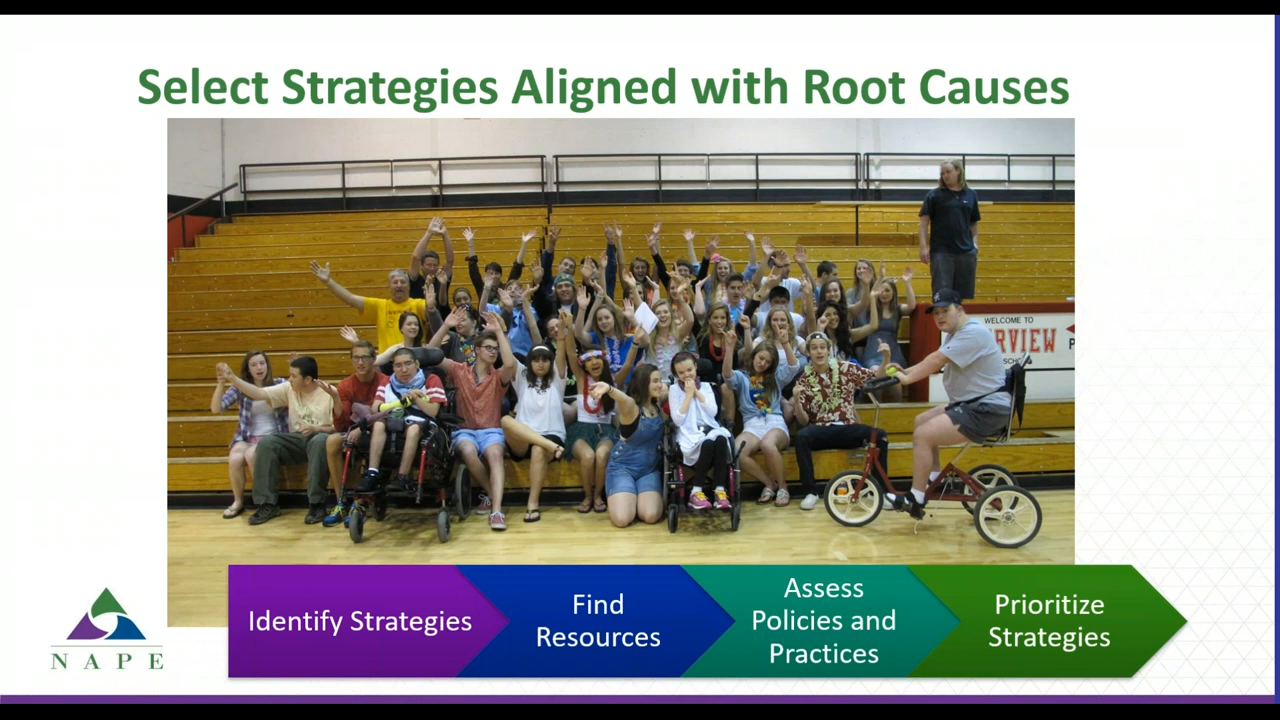 Select Strategies Aligned with Root Causes
WELCOME TO
RVIEW
SCHO
Identify Strategies
Find
Resources
Assess
Policies and
Practices
Prioritize
Strategies
NAPE